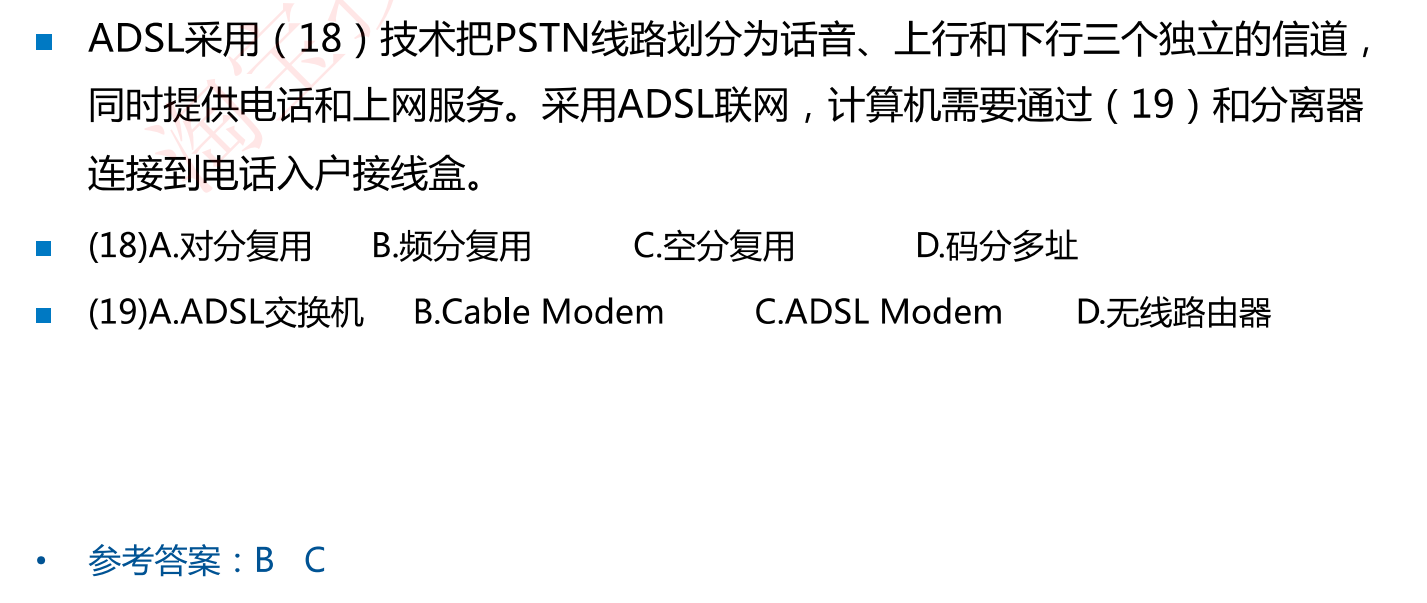 ADSL采用（18）技术把PSTN线路划分为话音、上行和下行三个独立的信道，
同时提供电话和上网服务。采用ADSL联网，计算机需要通过（19）和分离器
连接到电话入户接线盒。
(18)A.对分复用 B.频分复用 C.空分复用 D.码分多址
(19)A.ADSL交换机 B.Cable Modem C.ADSL Modem D.无线路由器
参考答案：B C
淘宝